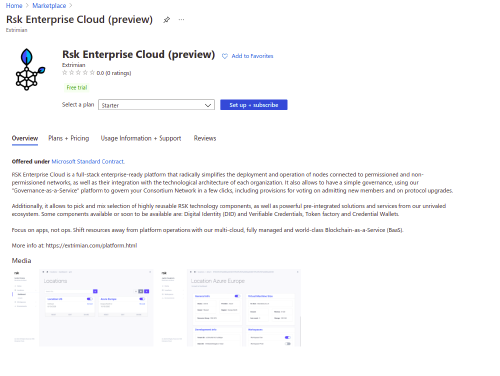 Home > Marketplace >
Rsk Enterprise Cloud (preview) ...
Extrimian
Rsk Enterprise Cloud (preview) Add to Favorites
Extrimian
0.0 (0 ratings)
Free trial
Select a plan Starter Set up + subscribe
Overview Plans + Pricing Usage Information + Support Reviews
Offered under Microsoft Standard Contract.
RSK Enterprise Cloud is a full-stack enterprise-ready platform that radically simplifies the deployment and operation of nodes connected to permissioned and non-
permissioned networks, as well as their integration with the technological architecture of each organization. It also allows to have a simple governance, using our
"Governance-as-a-Service" platform to govern your Consortium Network in a few clicks, including provisions for voting on admitting new members and on protocol upgrades.
Additionally, it allows to pick and mix selection of highly reusable RSK technology components, as well as powerful pre-integrated solutions and services from our univaled
ecosystem. Some components available or soon to be available are: Digital Identity (DID) and Verifiable Credentials, Token factory and Credential Wallets.
Focus on apps, not ops. Shift resources away from platform operations with our multi-cloud, fully managed and world-class Blockchain-as-a-Service (BaaS).
More info at https://extrimian.com/platform.html
Media
Locations
Location Azure Europe